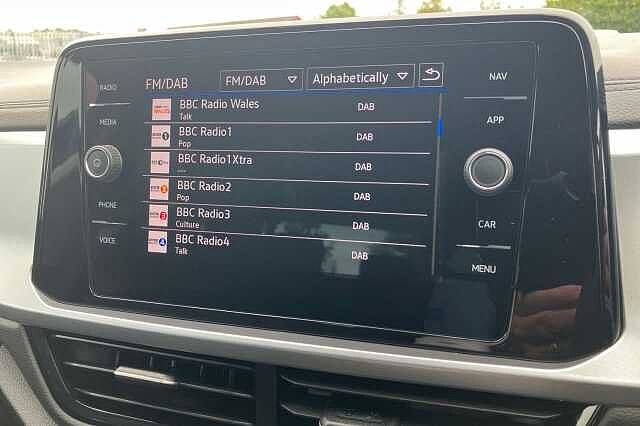 RADIO
MEDIA
PHONE
VOICE
FM/DAB FM/DAB Alphabetically
BBC Radio Wales DAB
Talk
BBC Radio1 DAB
Pop
BBC Radio1Xtra DAB
---
BBC Radio2 DAB
Pop
BBC Radio3 DAB
Culture
BBC Radio4 DAB
Talk
NAV
APP
CAR
MENU